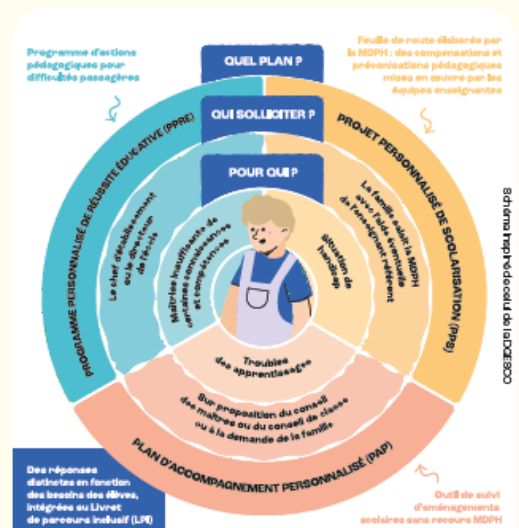 Programme d'actions
pédagogiques pour
difficultés passagères
Feuille de route élaborée par
la MDPH : des compensations et
préconisations pédagogiques
mises en œuvre par les
équipes enseignantes
QUEL PLAN ?
QUI SOLLICITER ?
POUR QUI ?
PROGRAMME PERSONNALISÉ DE RÉUSSITE ÉDUCATIVE (PPRE)
Le chef d'établissement
ou le directeur
de l'école
Maîtrise insuffisante de
certaines connaissances
et compétences
PROJET PERSONNALISÉ DE SCOLARISATION (PPS)
La famille saisit la MDPH
avec l'aide éventuelle
de l'enseignant référent
Situation de
handicap
Troubles
des apprentissages
Sur proposition du conseil
des maîtres ou du conseil de classe
ou à la demande de la famille
PLAN D'ACCOMPAGNEMENT PERSONNALISÉ (PAP)
Des réponses
distinctes en fonction
des besoins des élèves,
intégrées au Livret
de parcours inclusif (LPI)
Outil de suivi
d'aménagements
scolaires sans recours MDPH
Schéma inspiré de celui de la DGESCO